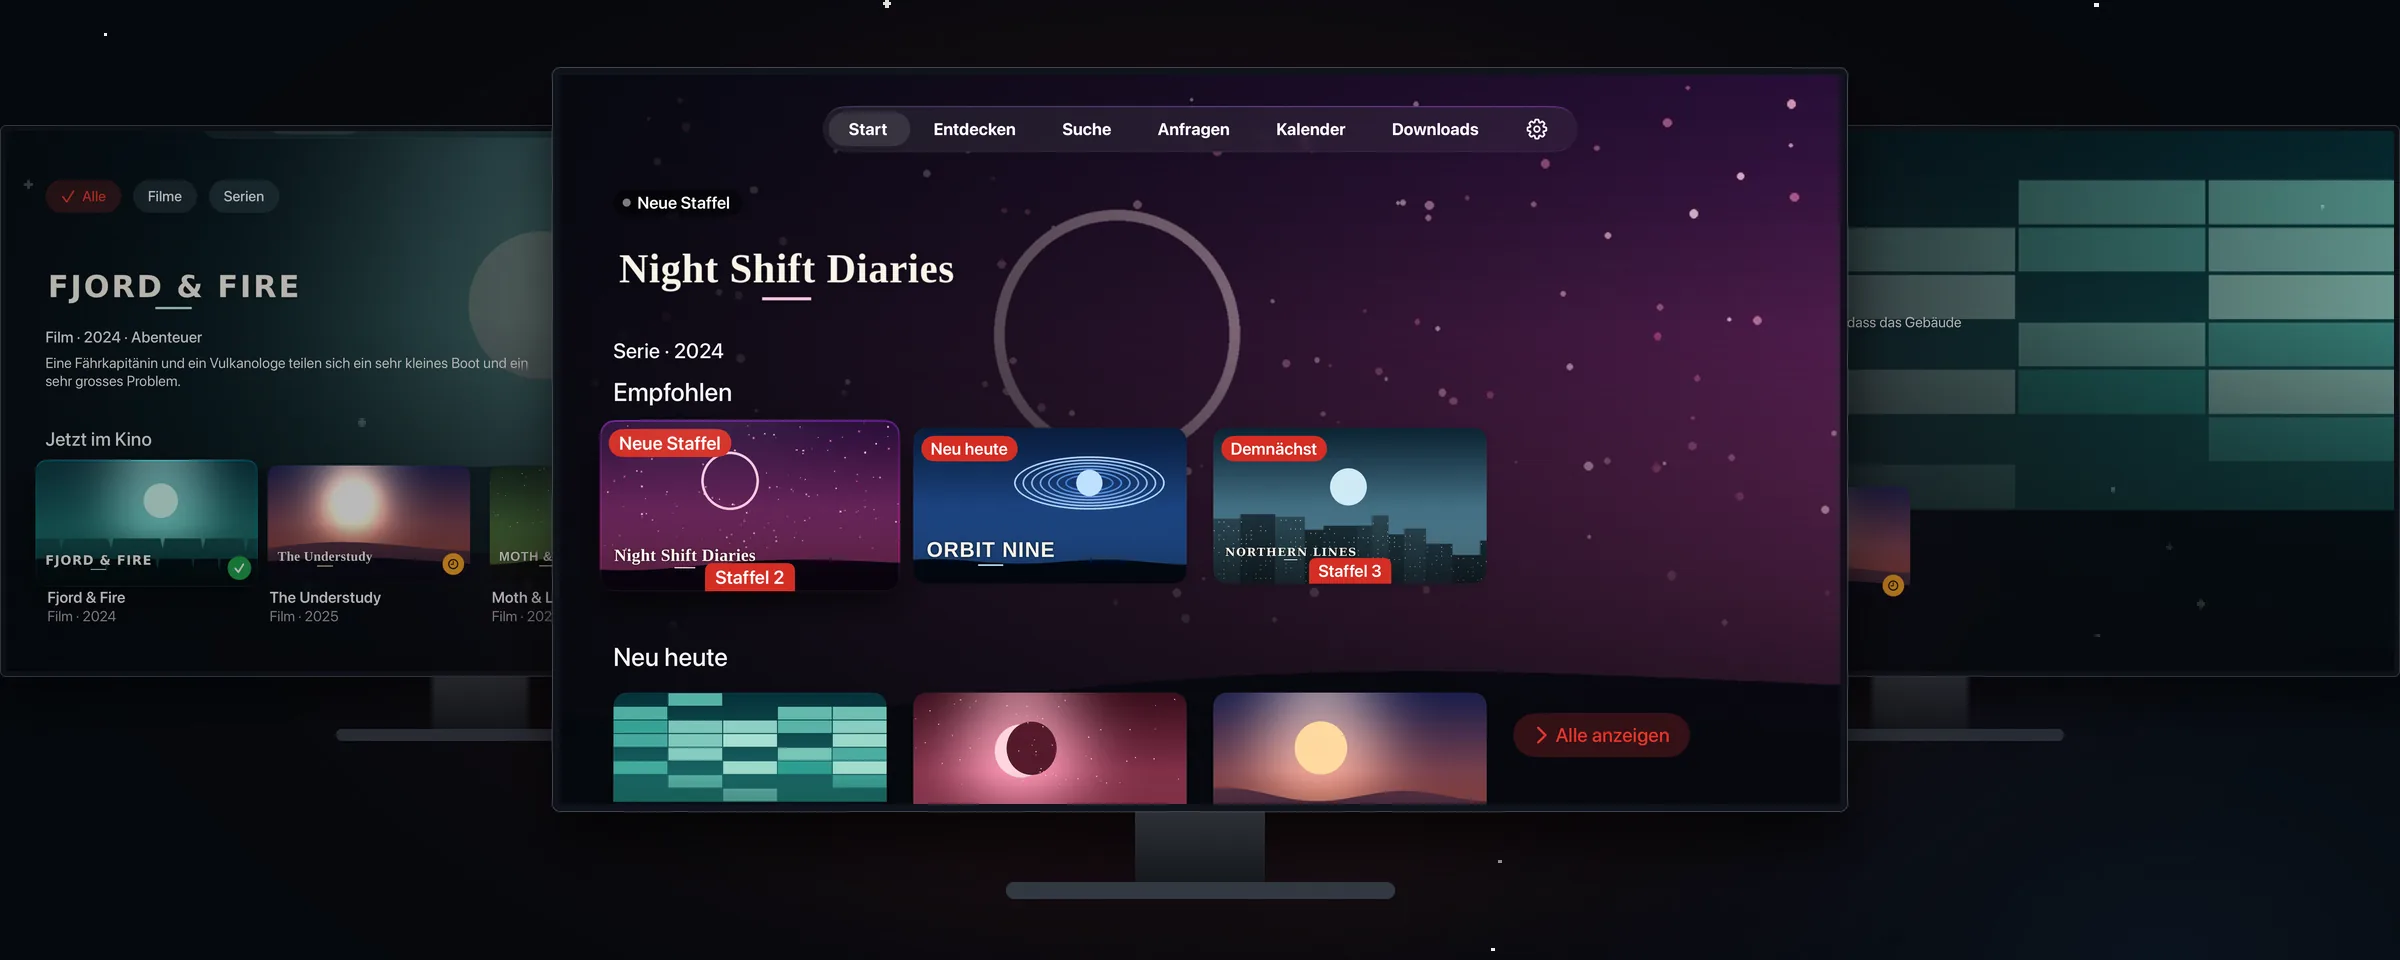 Alle
Filme
Serien
FJORD & FIRE
Film · 2024 · Abenteuer
Eine Fährkapitänin und ein Vulkanologe teilen sich ein sehr kleines Boot und ein
sehr grosses Problem.
Jetzt im Kino
FJORD & FIRE
The Understudy
MOTH &
Fjord & Fire
Film · 2024
The Understudy
Film · 2025
Moth & L
Film · 202
Start
Entdecken
Suche
Anfragen
Kalender
Downloads
Neue Staffel
Night Shift Diaries
Serie · 2024
Empfohlen
Neue Staffel
Night Shift Diaries
Staffel 2
Neu heute
ORBIT NINE
Demnächst
NORTHERN LINES
Staffel 3
Neu heute
Alle anzeigen
dass das Gebäude